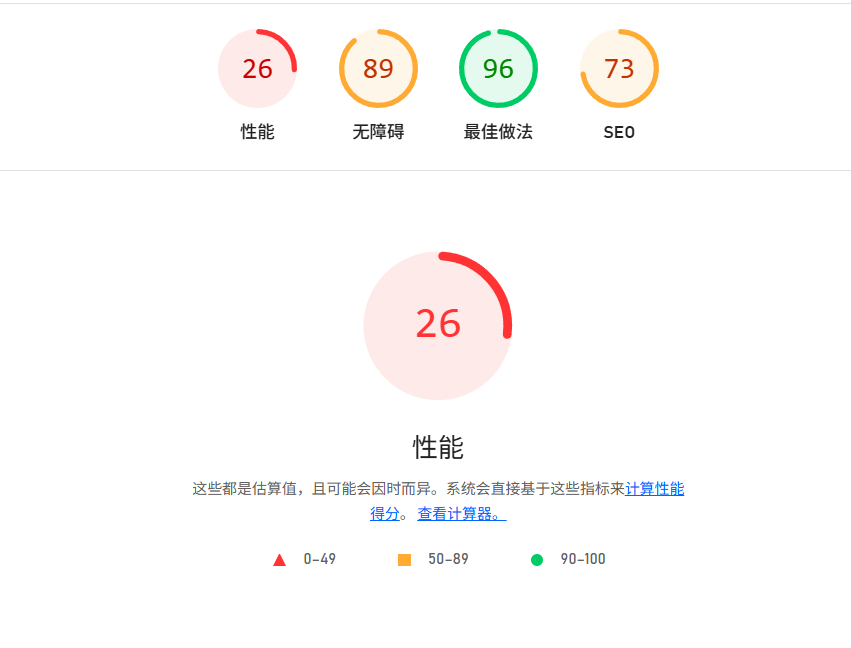 26
89
96
73
性能
无障碍
最佳做法
SEO
26
性能
这些都是估算值，且可能会因时而异。系统会直接基于这些指标来计算性能
得分。 查看计算器。
0–49
50–89
90–100